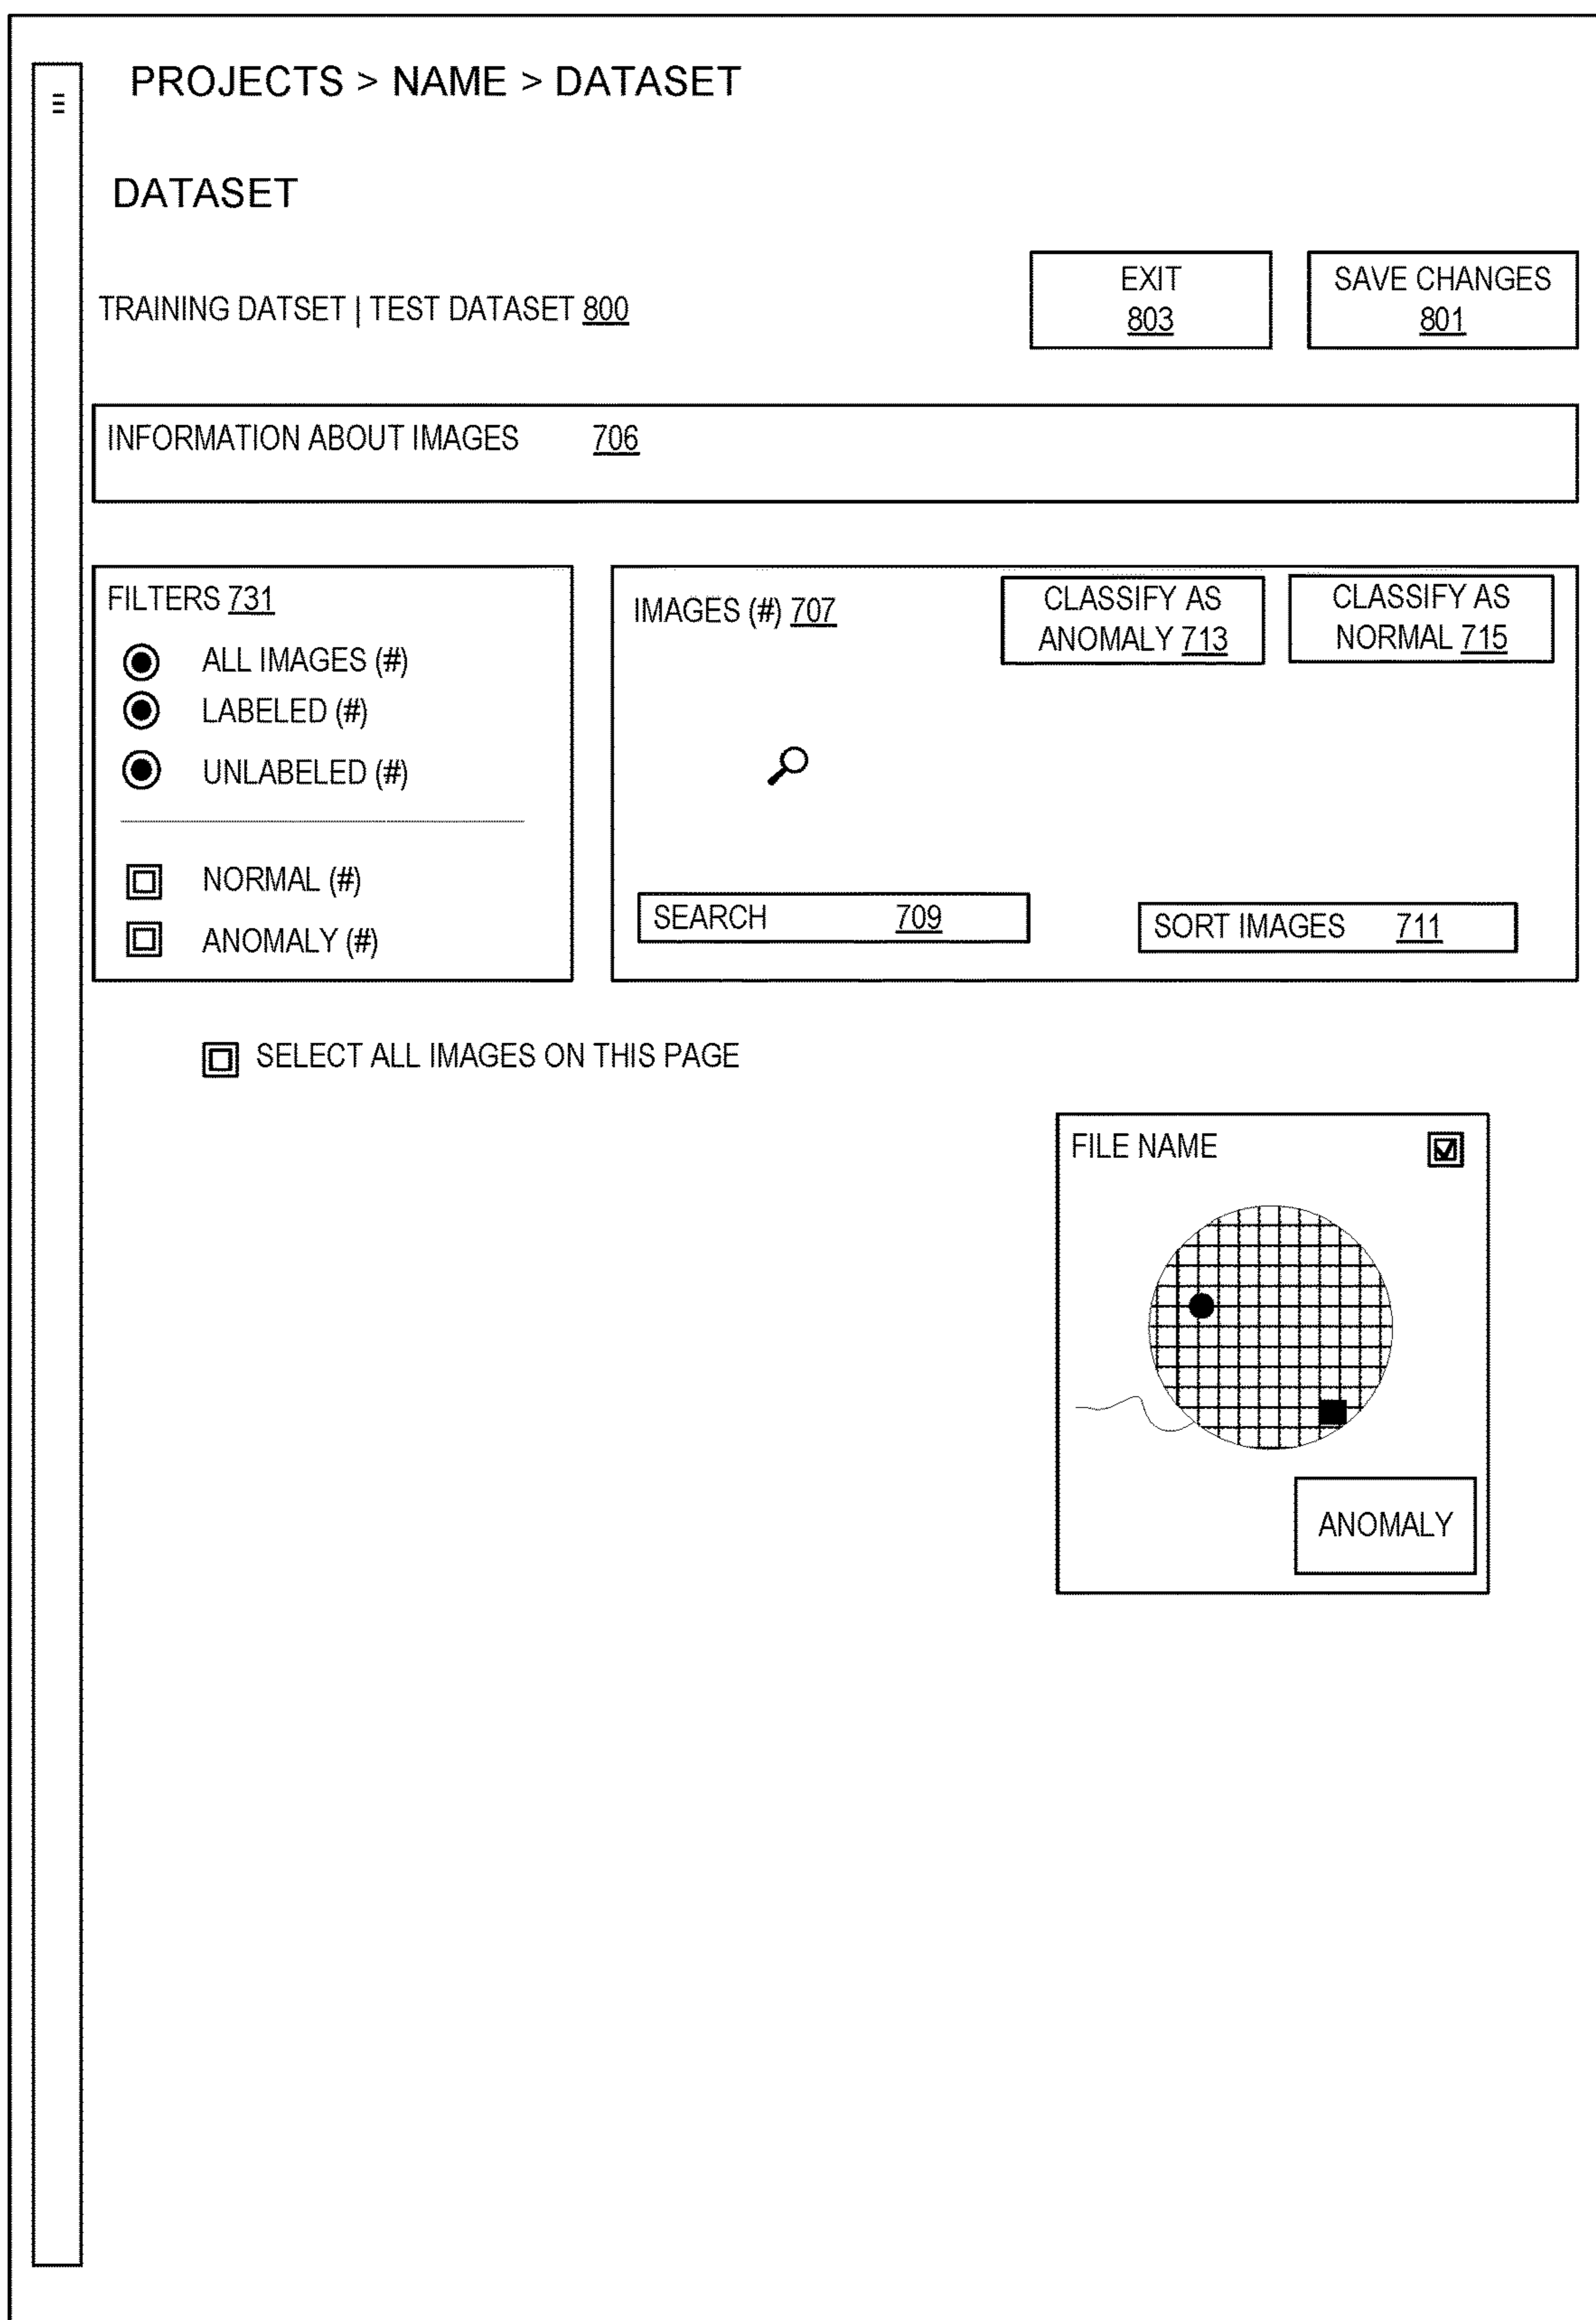 PROJECTS > NAME > DATASET
DATASET
TRAINING DATSET | TEST DATASET 800
EXIT
803
SAVE CHANGES
801
INFORMATION ABOUT IMAGES 706
FILTERS 731
ALL IMAGES (#)
LABELED (#)
UNLABELED (#)
NORMAL (#)
ANOMALY (#)
IMAGES (#) 707
CLASSIFY AS
ANOMALY 713
CLASSIFY AS
NORMAL 715
SEARCH 709
SORT IMAGES 711
SELECT ALL IMAGES ON THIS PAGE
FILE NAME
ANOMALY